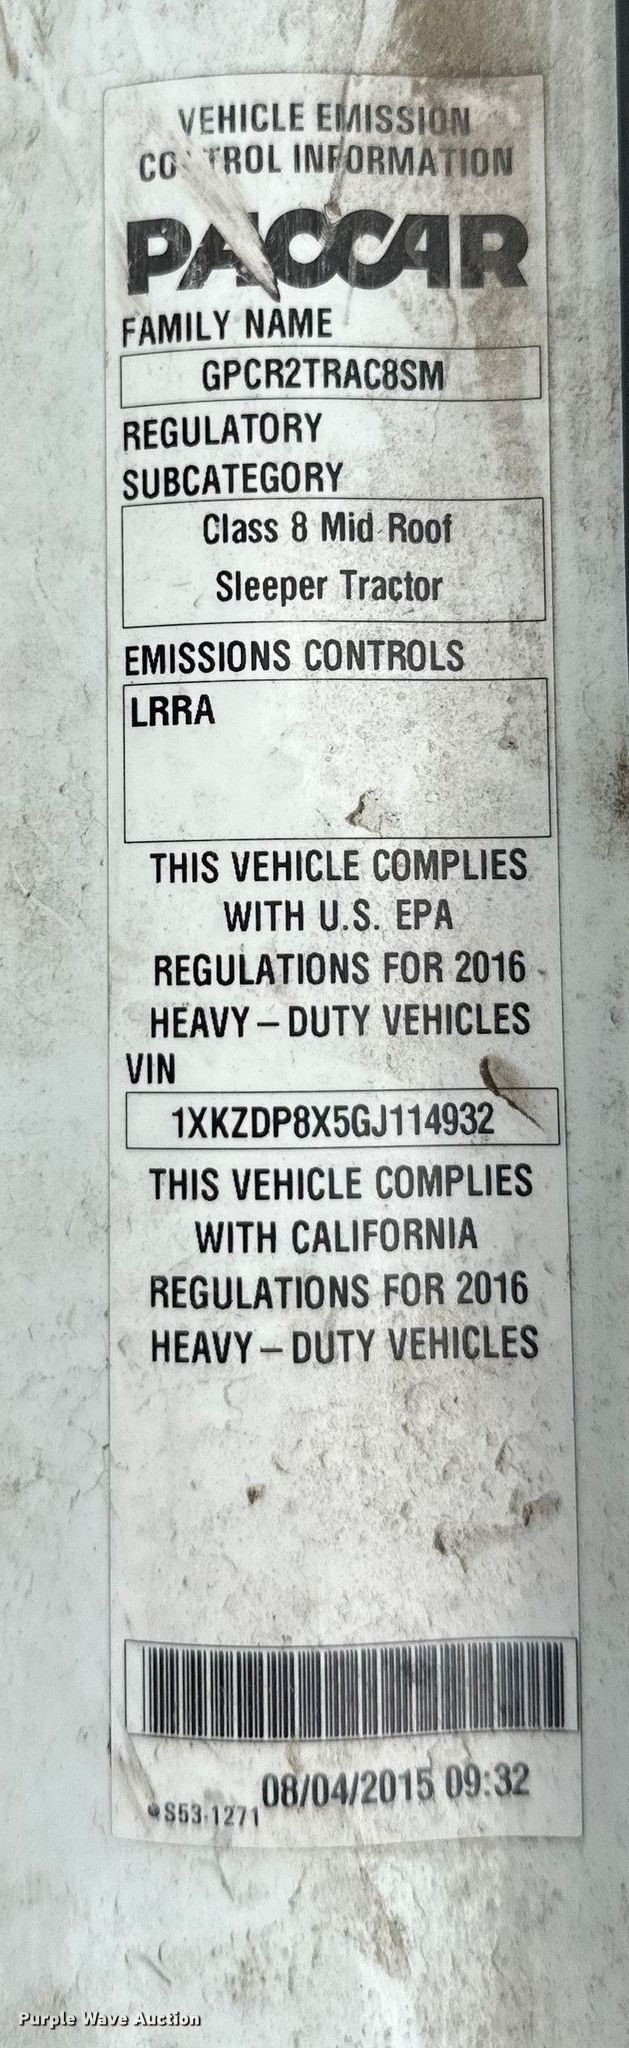 VEHICLE EMISSION
CONTROL INFORMATION
PACCAR
FAMILY NAME
GPCR2TRAC8SM
REGULATORY
SUBCATEGORY
Class 8 Mid Roof
Sleeper Tractor
EMISSIONS CONTROLS
LRRA
THIS VEHICLE COMPLIES
WITH U.S. EPA
REGULATIONS FOR 2016
HEAVY – DUTY VEHICLES
VIN
1XKZDP8X5GJ114932
THIS VEHICLE COMPLIES
WITH CALIFORNIA
REGULATIONS FOR 2016
HEAVY – DUTY VEHICLES
S53-1271 08/04/2015 09:32
Purple Wave Auction